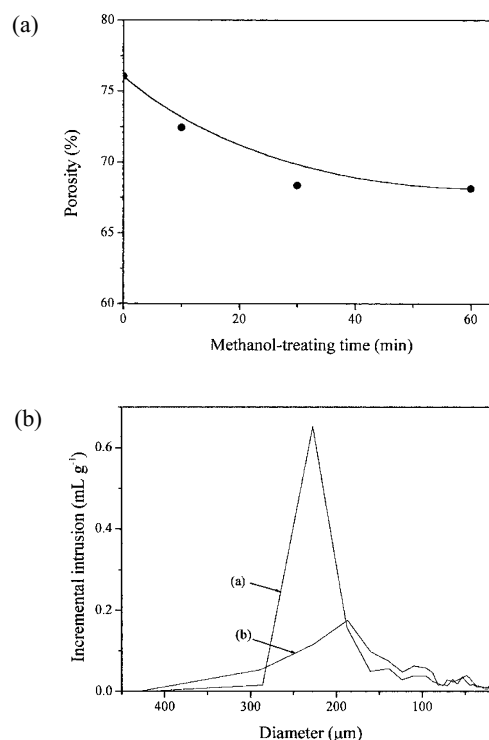 (a)
80
75
70
65
60
Porosity (%)
0
20
40
60
Methanol-treating time (min)
(b)
0.6
0.4
0.2
0.0
Incremental intrusion (mL g⁻¹)
(a)
(b)
400
300
200
100
Diameter (µm)